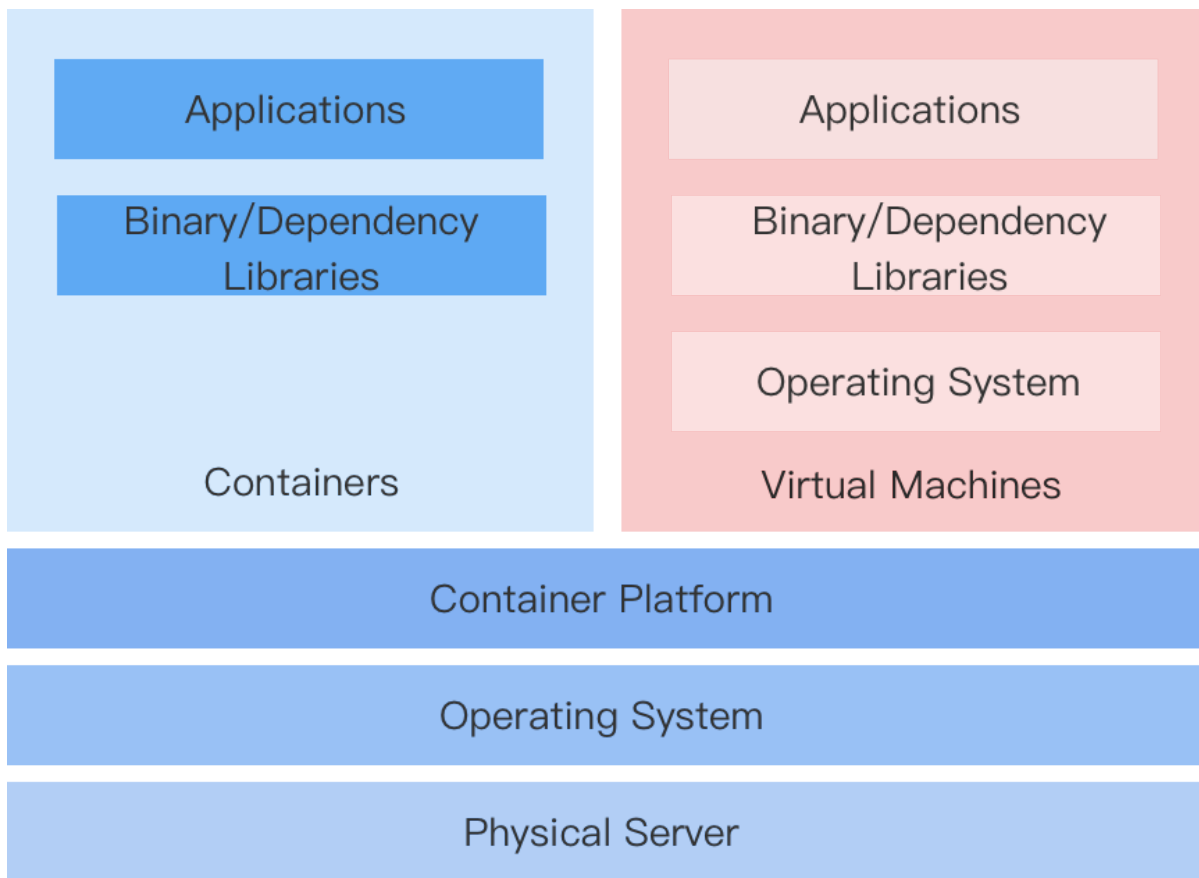 Applications
Binary/Dependency
Libraries
Containers
Applications
Binary/Dependency
Libraries
Operating System
Virtual Machines
Container Platform
Operating System
Physical Server